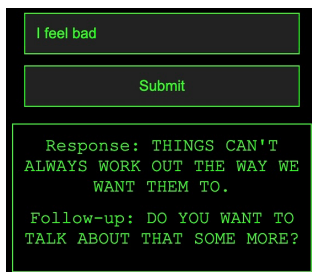 I feel bad
Submit
Response: THINGS CAN'T
ALWAYS WORK OUT THE WAY WE
WANT THEM TO.
Follow-up: DO YOU WANT TO
TALK ABOUT THAT SOME MORE?